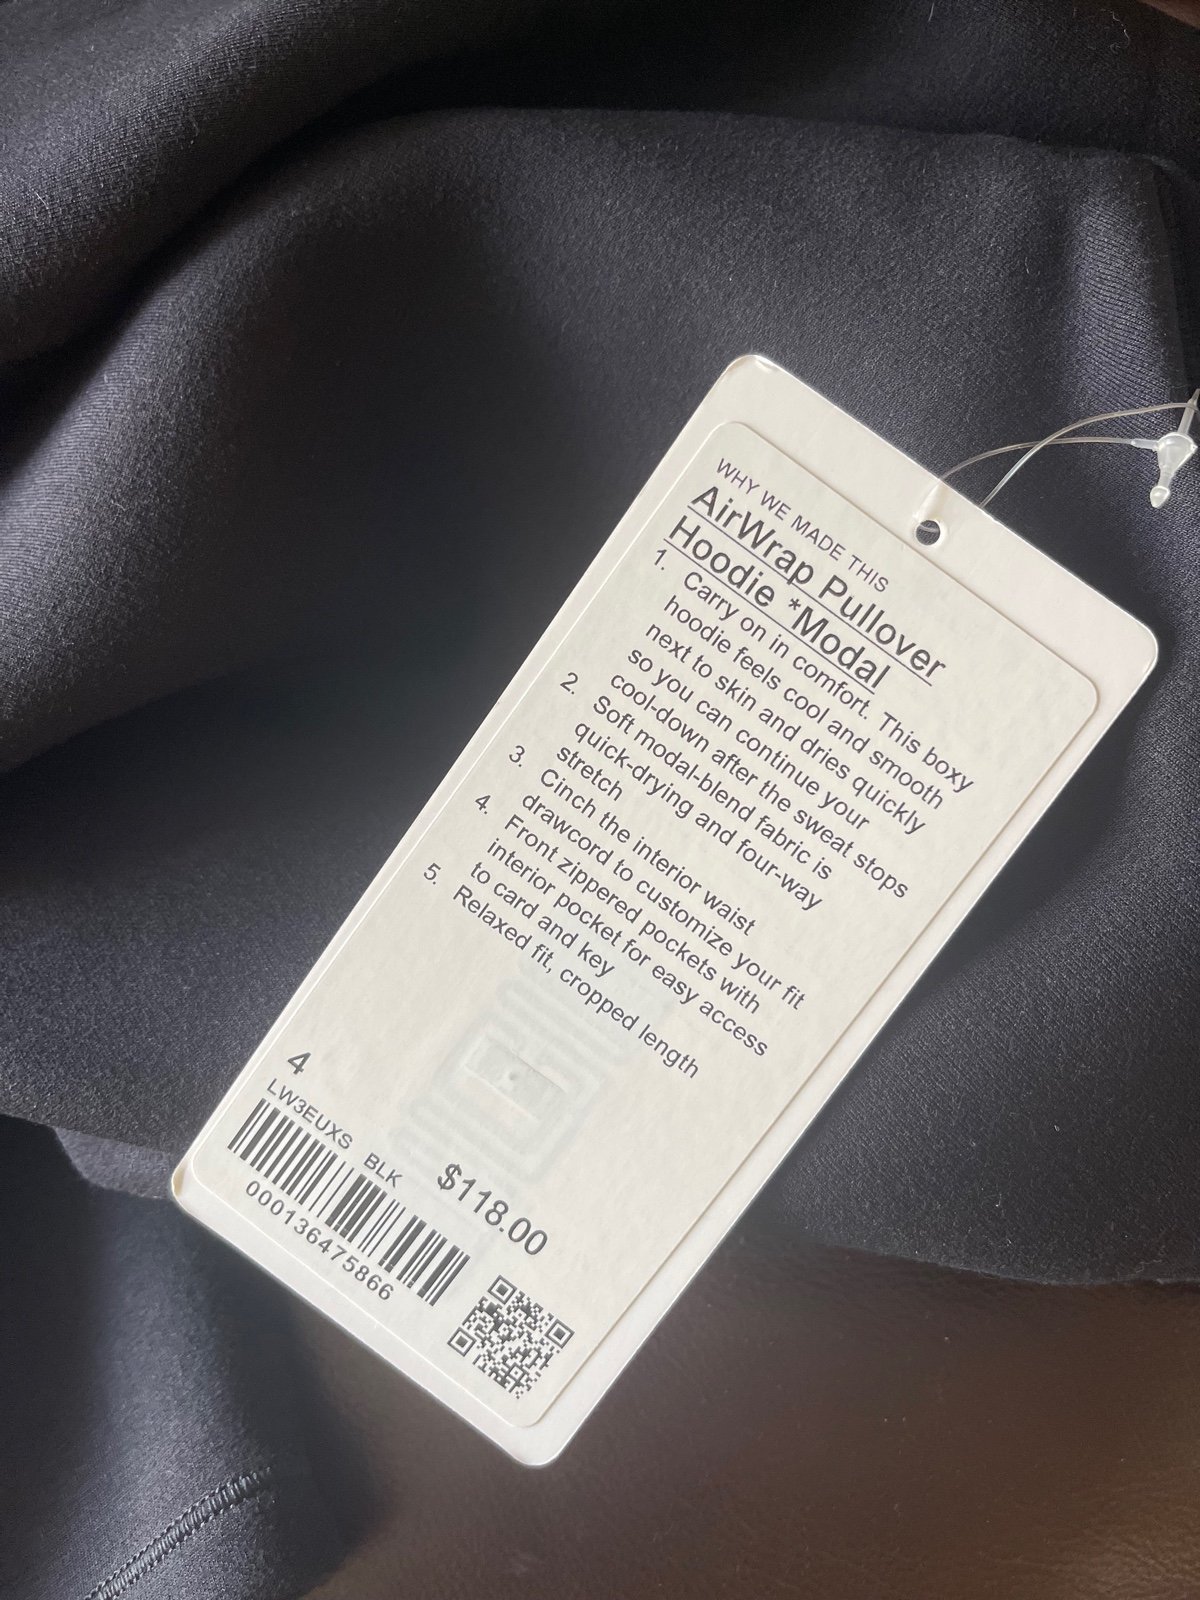 WHY WE MADE THIS
AirWrap Pullover
Hoodie *Modal
1. Carry on in comfort. This boxy
hoodie feels cool and smooth
next to skin and dries quickly
so you can continue your
cool-down after the sweat stops
2. Soft modal-blend fabric is
quick-drying and four-way
stretch
3. Cinch the interior waist
drawcord to customize your fit
4. Front zippered pockets with
interior pocket for easy access
to card and key
5. Relaxed fit, cropped length
4
LW3EUXS BLK
$118.00
000136475866